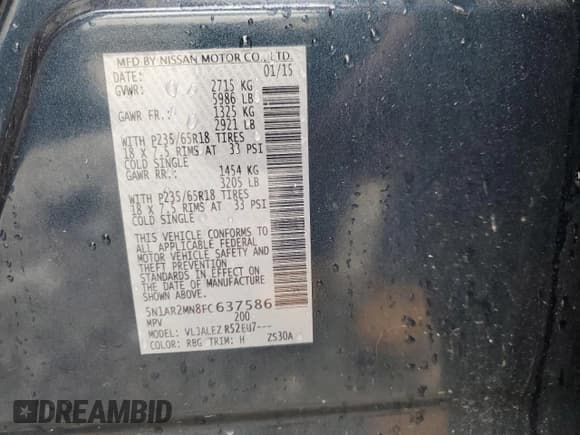 MFD BY NISSAN MOTOR CO., LTD.
DATE: 01/15
GVWR: 2715 KG
5986 LB
GAWR FR.: 1325 KG
2921 LB
WITH P235/65R18 TIRES
18 X 7.5 RIMS AT 33 PSI
COLD SINGLE
GAWR RR.: 1454 KG
3205 LB
WITH P235/65R18 TIRES
18 X 7.5 RIMS AT 33 PSI
COLD SINGLE
THIS VEHICLE CONFORMS TO
ALL APPLICABLE FEDERAL
MOTOR VEHICLE SAFETY AND
THEFT PREVENTION
STANDARDS IN EFFECT ON
THE DATE OF MANUFACTURE
SHOWN ABOVE.
5N1AR2MN8FC637586
MPV 200
MODEL: VLJALEZ R52EU7---
COLOR: RBG TRIM: H ZS30A
DREAMBID